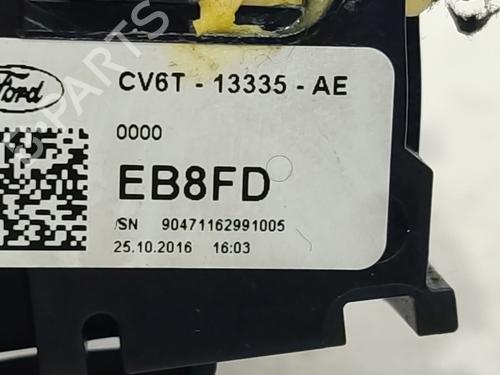 Ford
CV6T - 13335 - AE
0000
EB8FD
/SN 90471162991005
25.10.2016 16:03